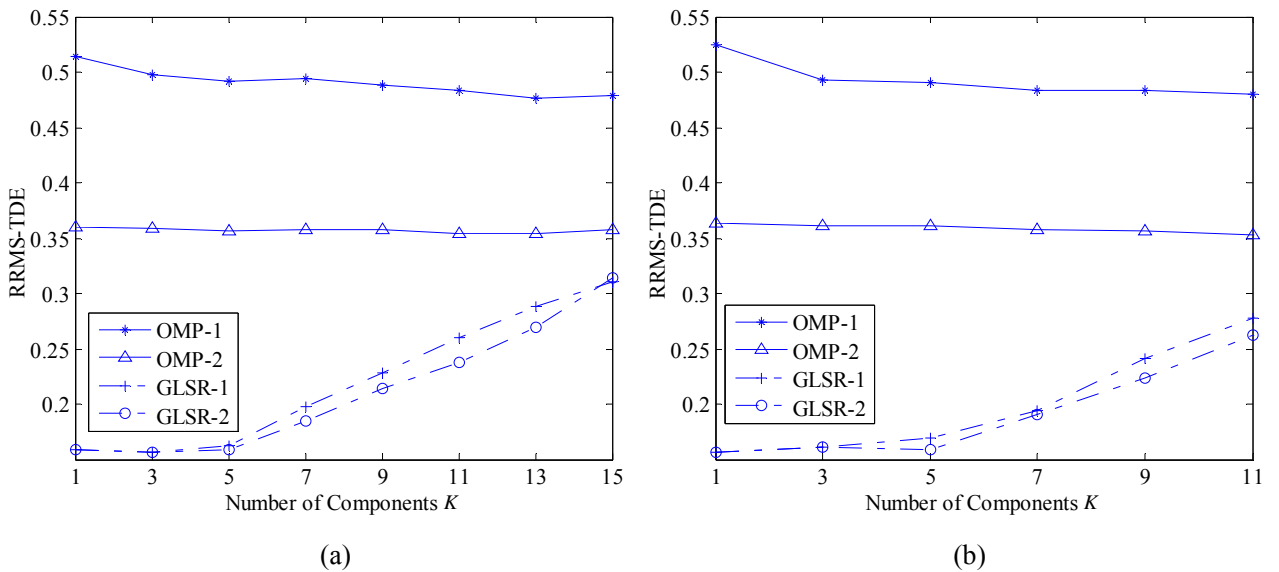 0.55
0.5
0.45
0.4
0.35
0.3
0.25
0.2
RRMS-TDE
OMP-1
OMP-2
GLSR-1
GLSR-2
1 3 5 7 9 11 13 15
Number of Components K
(a)
0.55
0.5
0.45
0.4
0.35
0.3
0.25
0.2
RRMS-TDE
OMP-1
OMP-2
GLSR-1
GLSR-2
1 3 5 7 9 11
Number of Components K
(b)